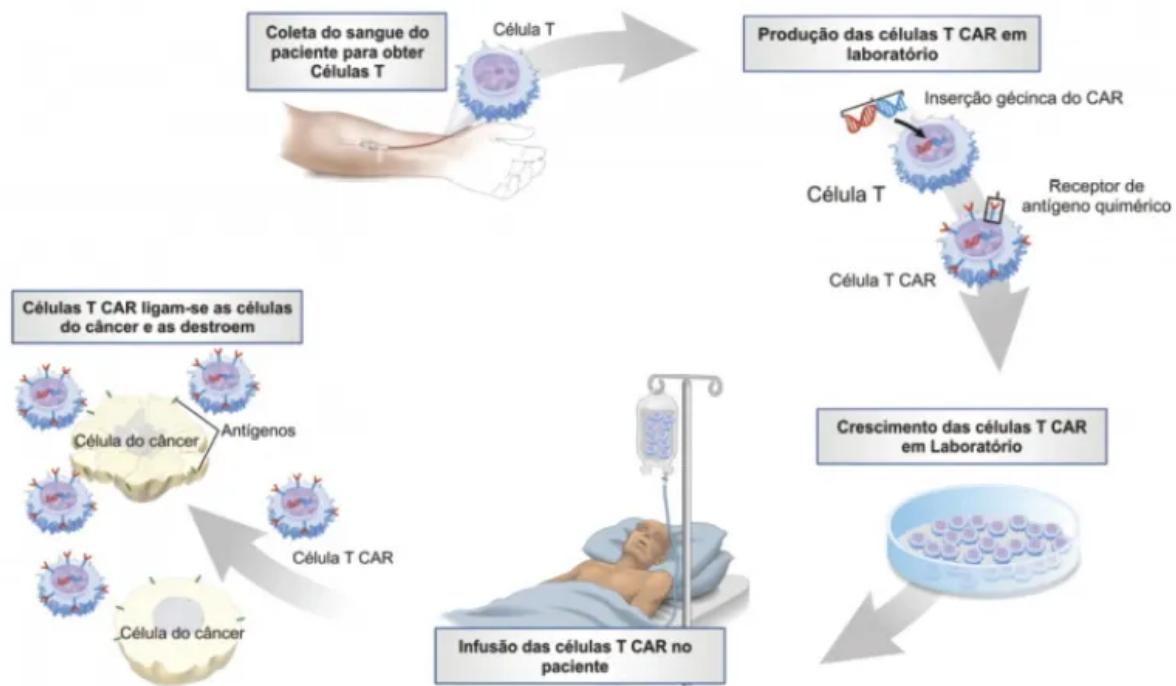 Coleta do sangue do
paciente para obter
Células T
Célula T
Produção das células T CAR em
laboratório
Inserção gécinca do CAR
Célula T
Receptor de
antígeno quimérico
Célula T CAR
Crescimento das células T CAR
em Laboratório
Infusão das células T CAR no
paciente
Células T CAR ligam-se as células
do câncer e as destroem
Antígenos
Célula do câncer
Célula T CAR
Célula do câncer